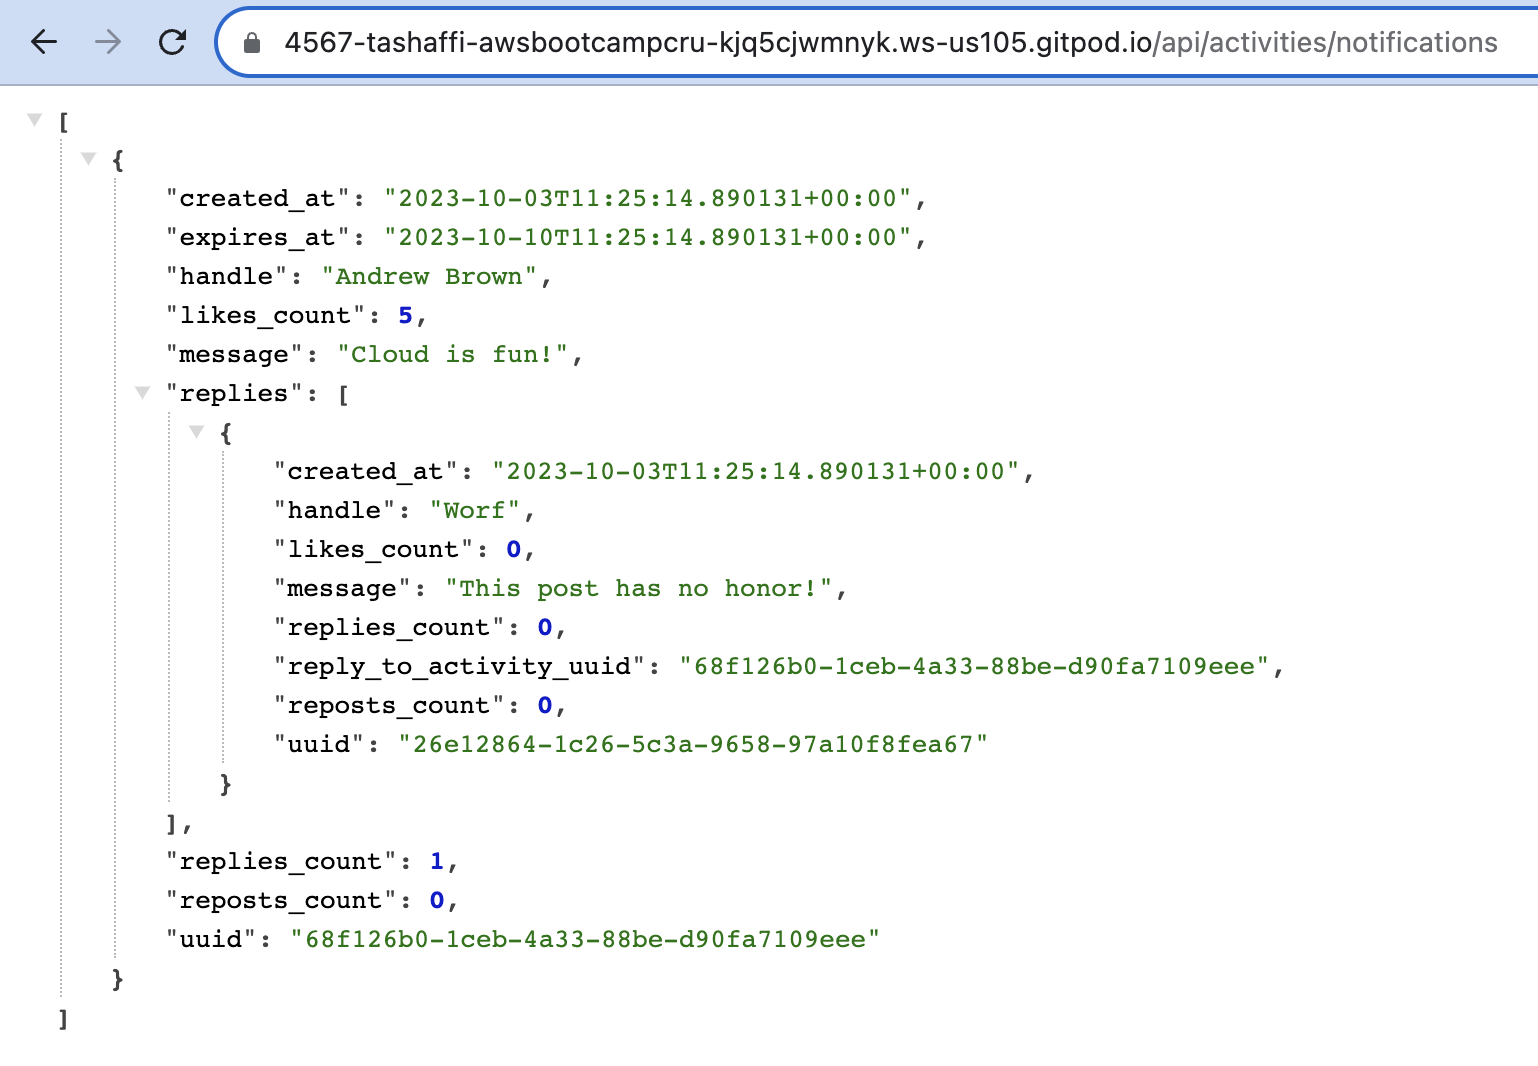 4567-tashaffi-awsbootcampcru-kjq5cjwmnyk.ws-us105.gitpod.io/api/activities/notifications
[
{
"created_at": "2023-10-03T11:25:14.890131+00:00",
"expires_at": "2023-10-10T11:25:14.890131+00:00",
"handle": "Andrew Brown",
"likes_count": 5,
"message": "Cloud is fun!",
"replies": [
{
"created_at": "2023-10-03T11:25:14.890131+00:00",
"handle": "Worf",
"likes_count": 0,
"message": "This post has no honor!",
"replies_count": 0,
"reply_to_activity_uuid": "68f126b0-1ceb-4a33-88be-d90fa7109eee",
"reposts_count": 0,
"uuid": "26e12864-1c26-5c3a-9658-97a10f8fea67"
}
],
"replies_count": 1,
"reposts_count": 0,
"uuid": "68f126b0-1ceb-4a33-88be-d90fa7109eee"
}
]